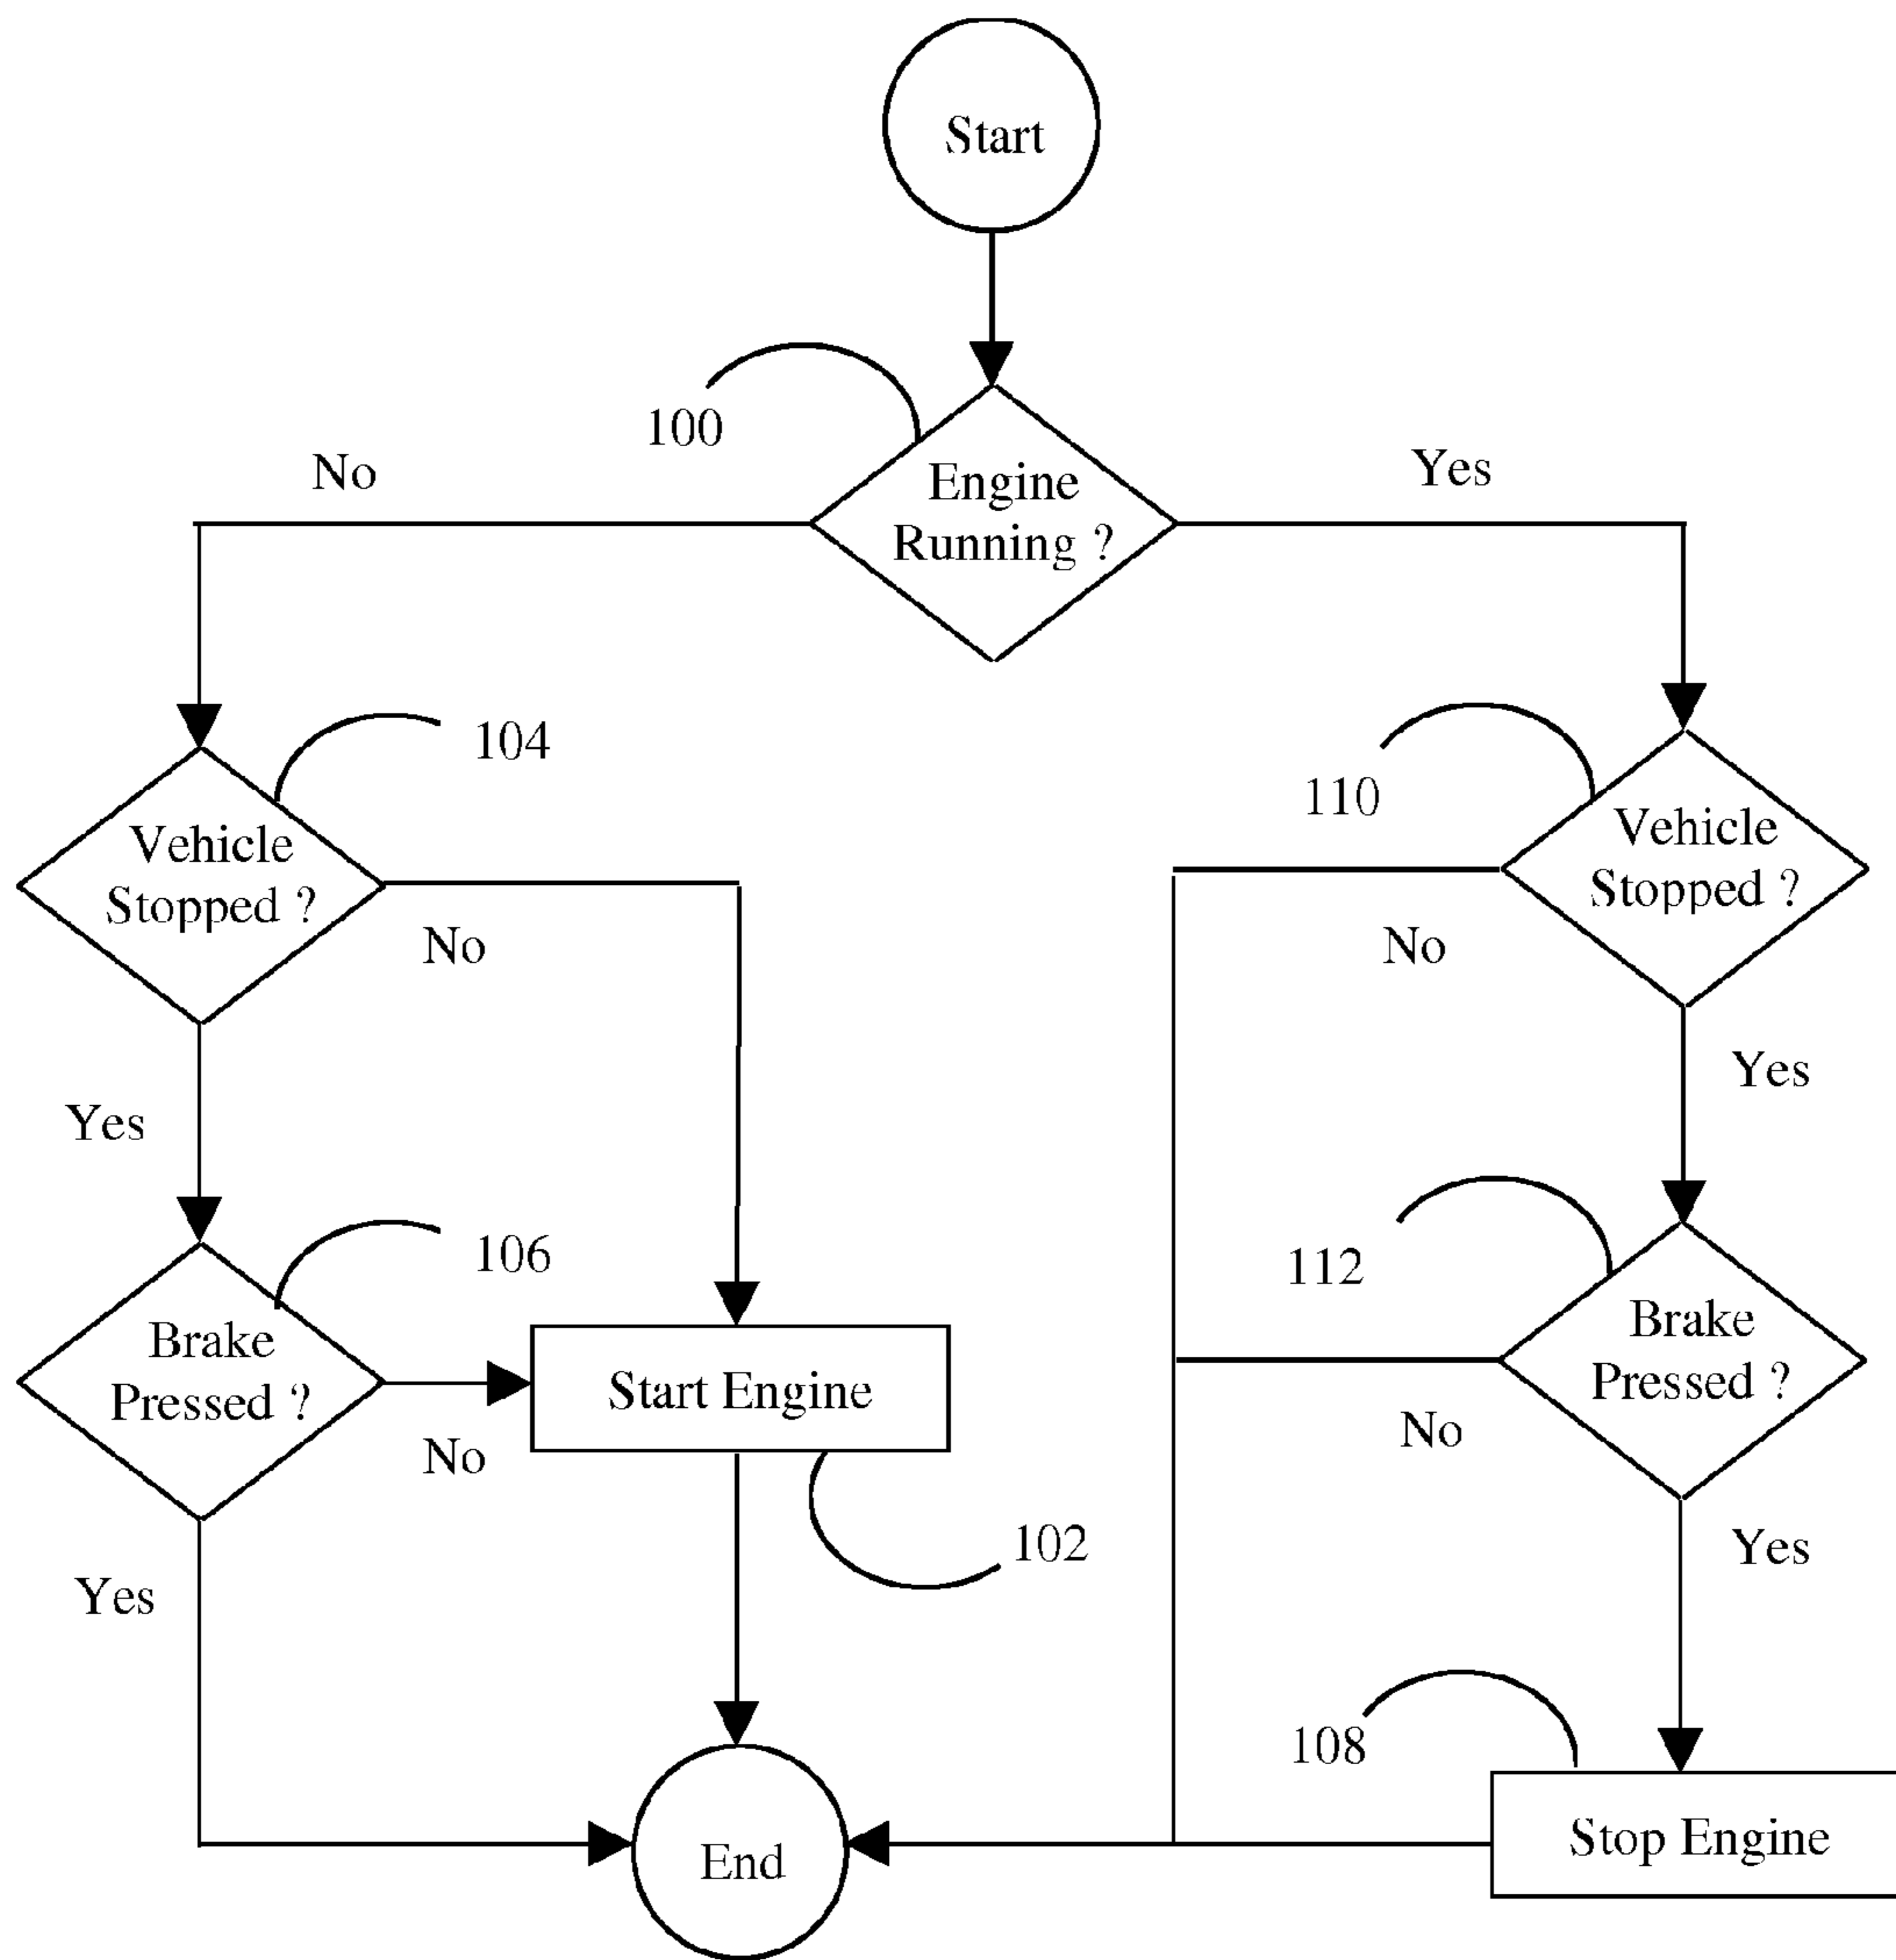 Start
100
Engine
Running ?
No
Yes
104
110
Vehicle
Stopped ?
Vehicle
Stopped ?
No
No
Yes
Yes
106
112
Brake
Pressed ?
Brake
Pressed ?
Start Engine
No
No
102
Yes
Yes
108
Stop Engine
End